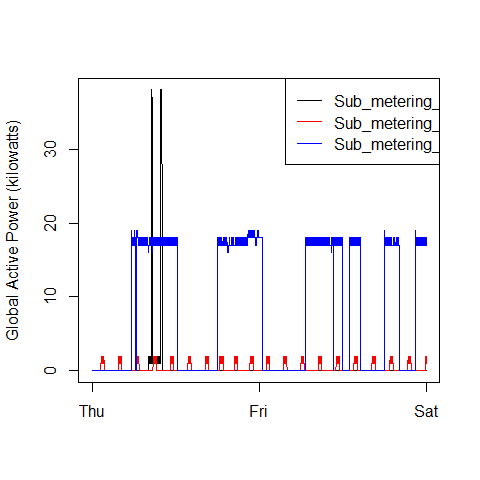 Sub_metering_
Sub_metering_
Sub_metering_
Global Active Power (kilowatts)
30
20
10
0
Thu Fri Sat